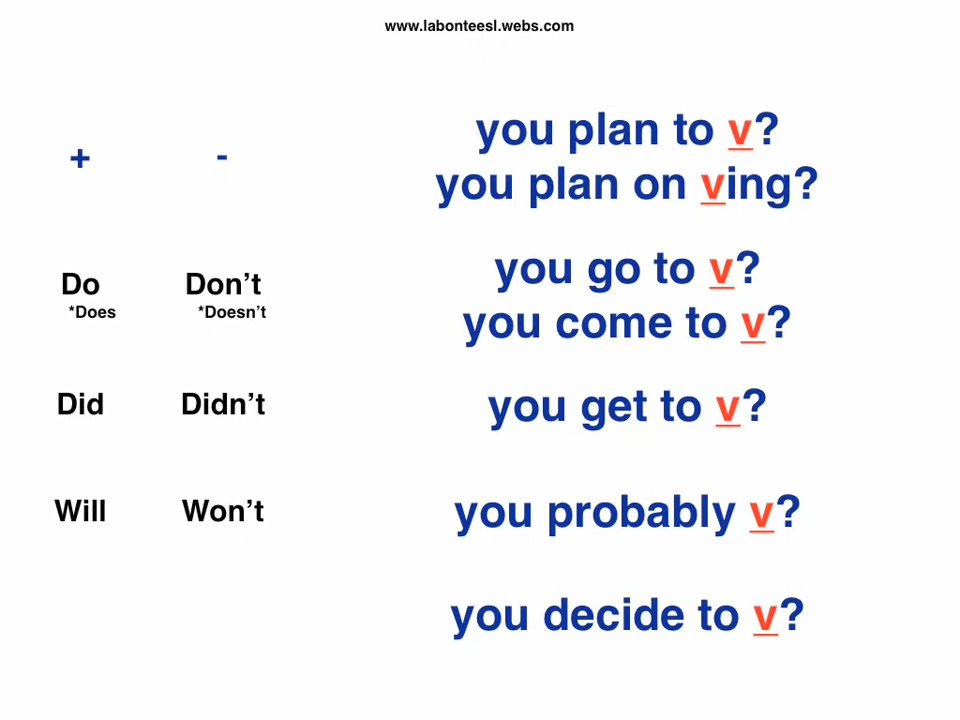 www.labonteesl.webs.com
+ -
Do Don't
*Does *Doesn't
Did Didn't
Will Won't
you plan to v?
you plan on ving?
you go to v?
you come to v?
you get to v?
you probably v?
you decide to v?